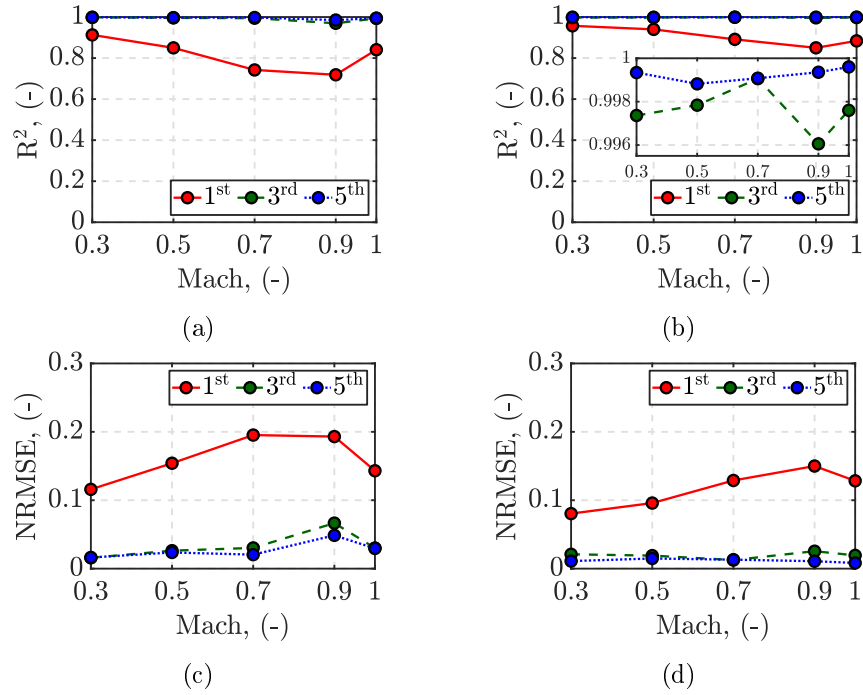 1
0.8
0.6
0.4
0.2
0
R², (-)
1st 3rd 5th
0.3 0.5 0.7 0.9 1
Mach, (-)
(a)
1
0.8
0.6
0.4
0.2
0
R², (-)
1
0.998
0.996
0.3 0.5 0.7 0.9 1
1st 3rd 5th
0.3 0.5 0.7 0.9 1
Mach, (-)
(b)
0.3
0.2
0.1
0
NRMSE, (-)
1st 3rd 5th
0.3 0.5 0.7 0.9 1
Mach, (-)
(c)
0.3
0.2
0.1
0
NRMSE, (-)
1st 3rd 5th
0.3 0.5 0.7 0.9 1
Mach, (-)
(d)